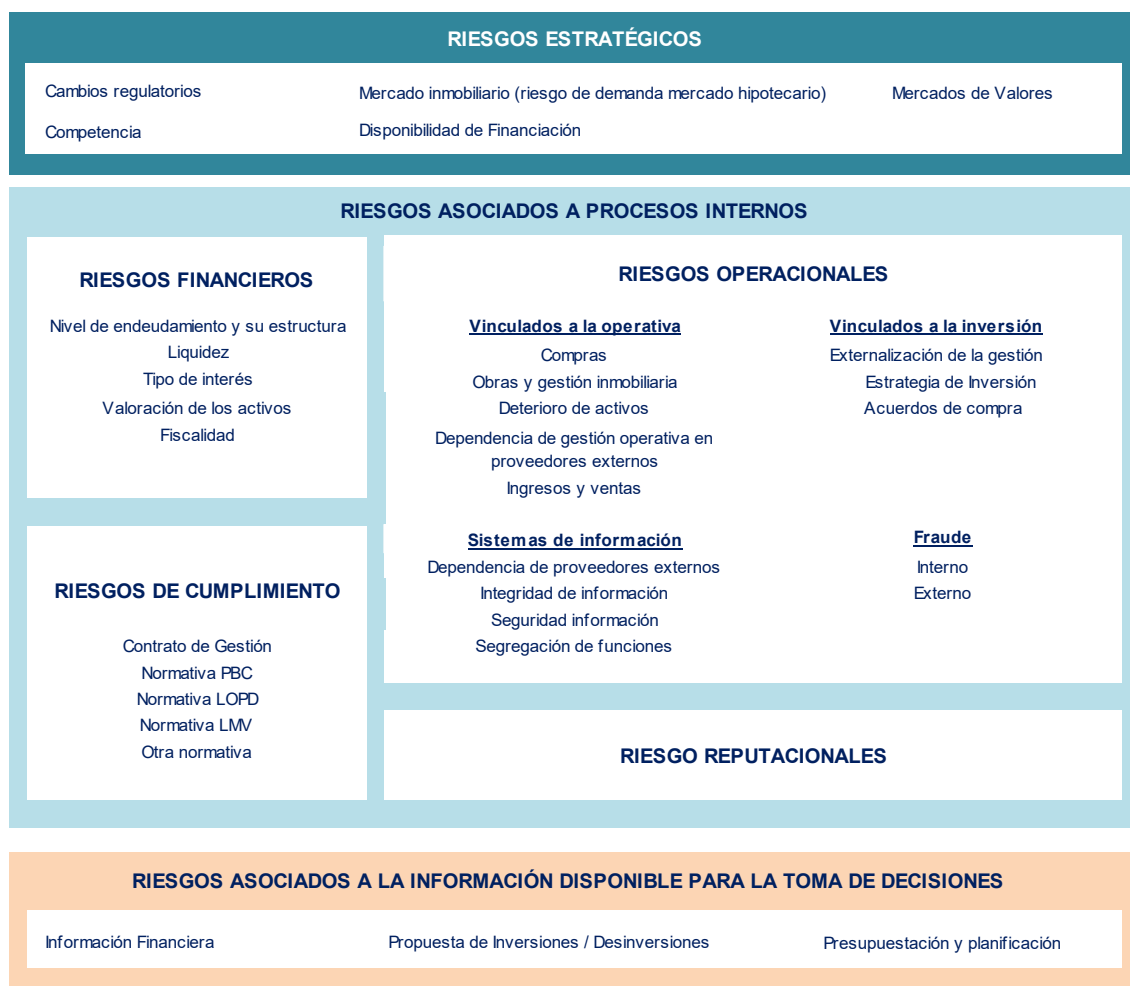 RIESGOS ESTRATÉGICOS
Cambios regulatorios
Mercado inmobiliario (riesgo de demanda mercado hipotecario)
Mercados de Valores
Competencia
Disponibilidad de Financiación
RIESGOS ASOCIADOS A PROCESOS INTERNOS
RIESGOS FINANCIEROS
Nivel de endeudamiento y su estructura
Liquidez
Tipo de interés
Valoración de los activos
Fiscalidad
RIESGOS OPERACIONALES
Vinculados a la operativa
Compras
Obras y gestión inmobiliaria
Deterioro de activos
Dependencia de gestión operativa en
proveedores externos
Ingresos y ventas
Vinculados a la inversión
Externalización de la gestión
Estrategia de Inversión
Acuerdos de compra
Sistemas de información
Dependencia de proveedores externos
Integridad de información
Seguridad información
Segregación de funciones
Fraude
Interno
Externo
RIESGOS DE CUMPLIMIENTO
Contrato de Gestión
Normativa PBC
Normativa LOPD
Normativa LMV
Otra normativa
RIESGO REPUTACIONALES
RIESGOS ASOCIADOS A LA INFORMACIÓN DISPONIBLE PARA LA TOMA DE DECISIONES
Información Financiera
Propuesta de Inversiones / Desinversiones
Presupuestación y planificación